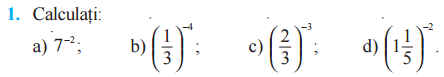 1. Calculați:
a) 7⁻²; b) (1/3)⁻⁴; c) (2/3)⁻³; d) (1 1/5)⁻².